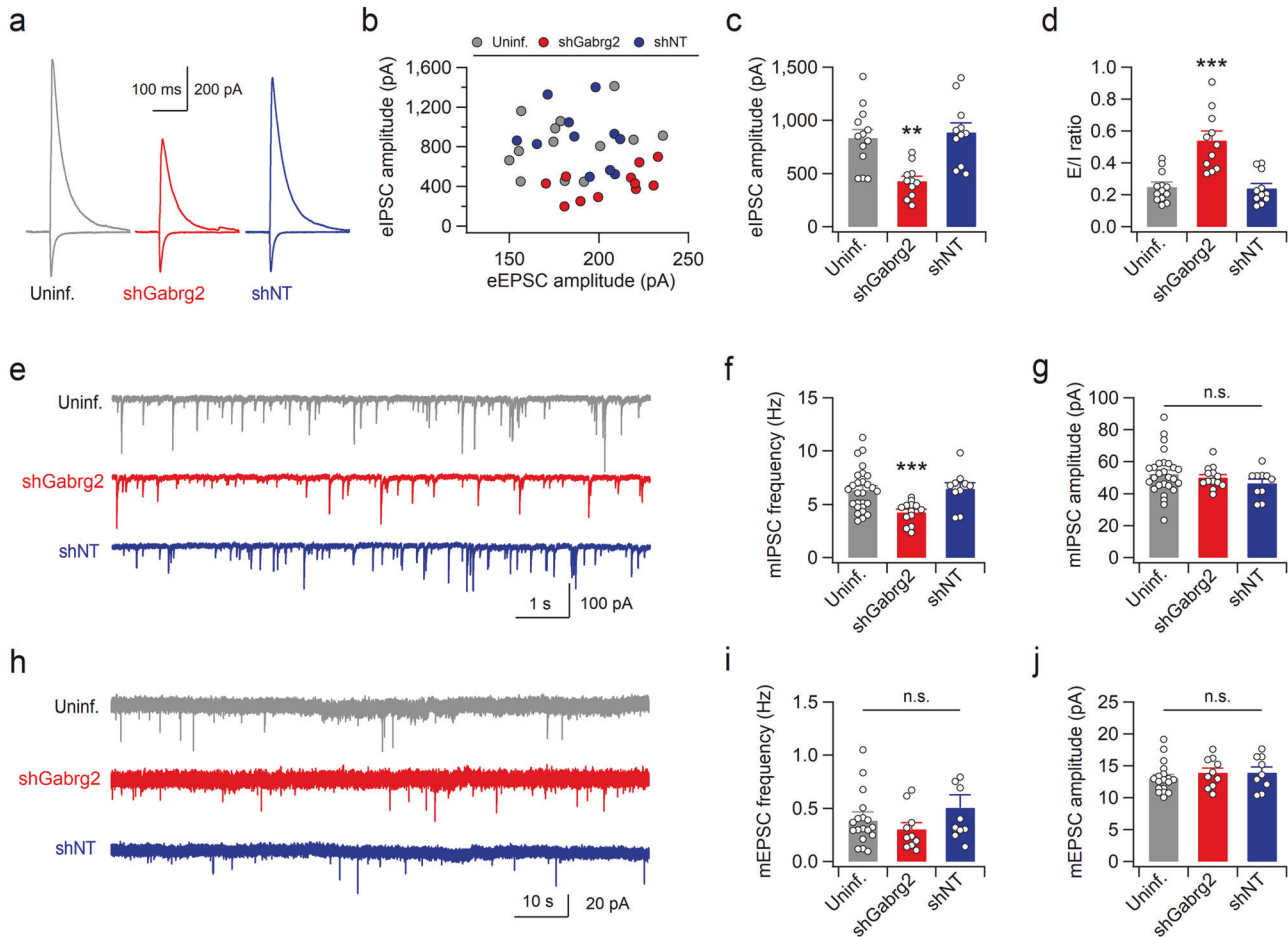 a
100 ms
200 pA
Uninf.
shGabrg2
shNT
b
Uninf.
shGabrg2
shNT
eIPSC amplitude (pA)
1,600
1,200
800
400
0
150
200
250
eEPSC amplitude (pA)
c
eIPSC amplitude (pA)
1,500
1,000
500
0
**
Uninf.
shGabrg2
shNT
d
E/I ratio
1.0
0.8
0.6
0.4
0.2
0.0
***
Uninf.
shGabrg2
shNT
e
Uninf.
shGabrg2
shNT
1 s
100 pA
f
mIPSC frequency (Hz)
15
10
5
0
***
Uninf.
shGabrg2
shNT
g
mIPSC amplitude (pA)
100
80
60
40
20
0
n.s.
Uninf.
shGabrg2
shNT
h
Uninf.
shGabrg2
shNT
10 s
20 pA
i
mEPSC frequency (Hz)
1.5
1.0
0.5
0.0
n.s.
Uninf.
shGabrg2
shNT
j
mEPSC amplitude (pA)
25
20
15
10
5
0
n.s.
Uninf.
shGabrg2
shNT